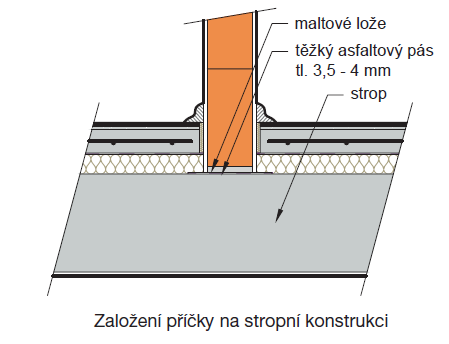 maltové lože
těžký asfaltový pás
tl. 3,5 - 4 mm
strop
Založení příčky na stropní konstrukci